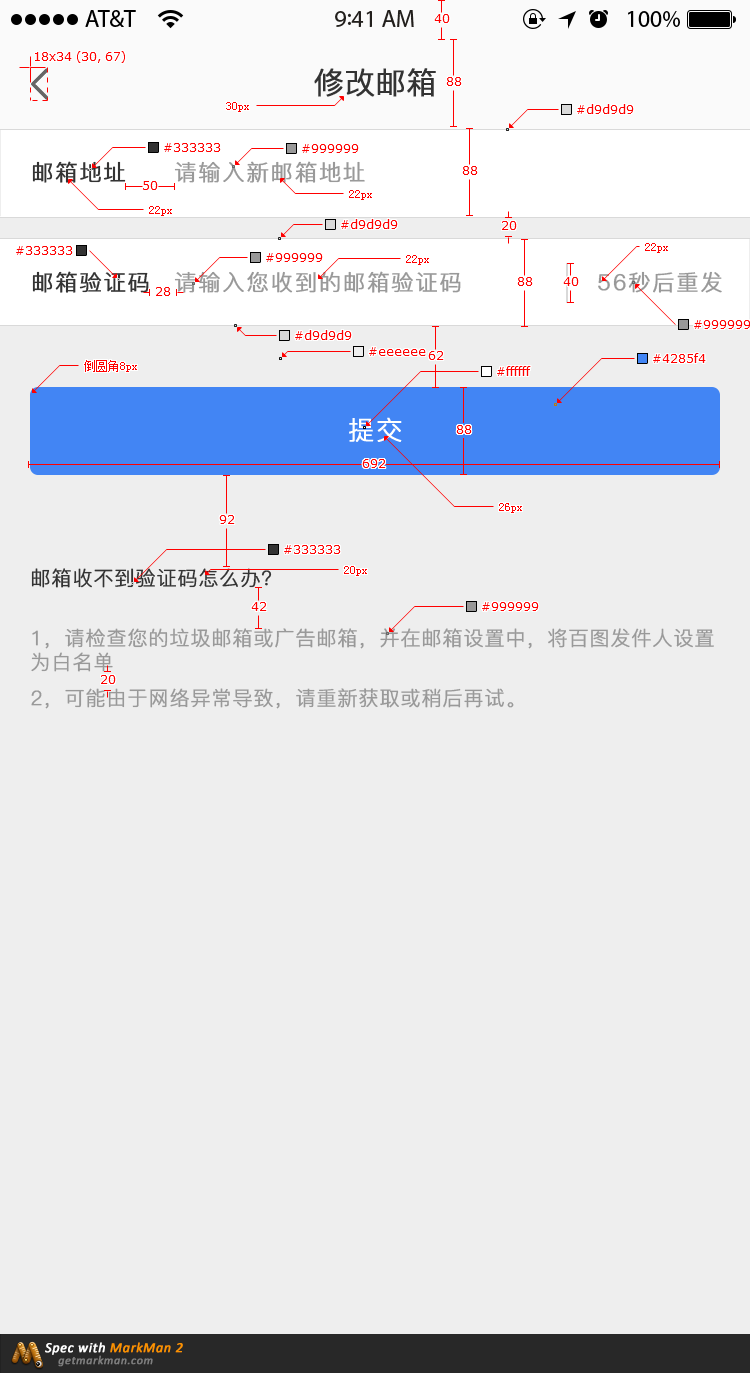 AT&T 9:41 AM 40 100%
18x34 (30, 67)
修改邮箱 88
30px
#d9d9d9
#333333 #999999
邮箱地址 请输入新邮箱地址 88
50
22px
22px
#d9d9d9 20
#333333 #999999 22px 22px
邮箱验证码 28 请输入您收到的邮箱验证码 88 40 56秒后重发
#999999
#d9d9d9
#eeeeee 62
#4285f4
倒圆角8px #ffffff
提交 88
692
26px
92
#333333
20px
邮箱收不到验证码怎么办?
42 #999999
1，请检查您的垃圾邮箱或广告邮箱，并在邮箱设置中，将百图发件人设置
为白名单
20
2，可能由于网络异常导致，请重新获取或稍后再试。
Spec with MarkMan 2
getmarkman.com